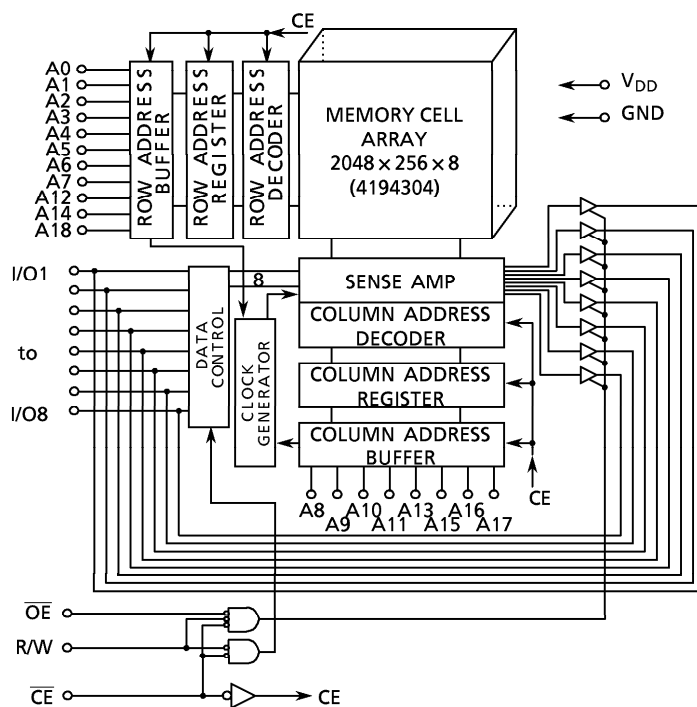 CE
A0
A1
A2
A3
A4
A5
A6
A7
A12
A14
A18
ROW ADDRESS
BUFFER
ROW ADDRESS
REGISTER
ROW ADDRESS
DECODER
MEMORY CELL
ARRAY
2048 × 256 × 8
(4194304)
VDD
GND
I/O1
to
I/O8
DATA
CONTROL
8
CLOCK
GENERATOR
SENSE AMP
COLUMN ADDRESS
DECODER
COLUMN ADDRESS
REGISTER
COLUMN ADDRESS
BUFFER
A8
A9
A10
A11
A13
A15
A16
A17
CE
OE
R/W
CE
CE